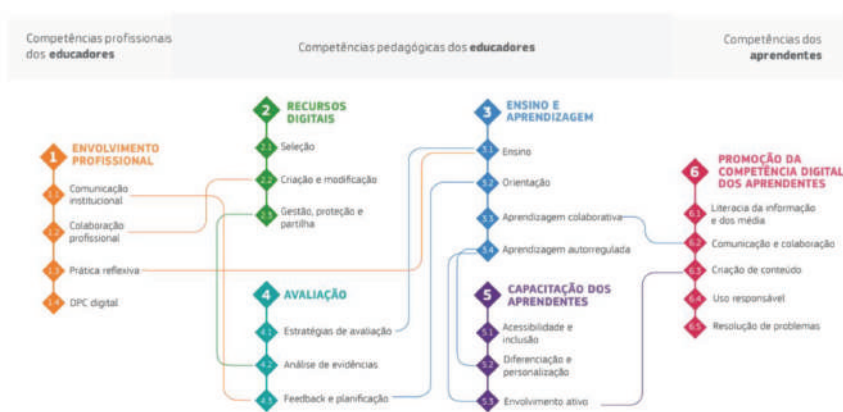 Competências profissionais
dos educadores
Competências pedagógicas dos educadores
Competências dos
aprendentes
1
ENVOLVIMENTO
PROFISSIONAL
1.1
Comunicação
institucional
1.2
Colaboração
profissional
1.3
Prática reflexiva
1.4
DPC digital
2
RECURSOS
DIGITAIS
2.1
Seleção
2.2
Criação e modificação
2.3
Gestão, proteção e
partilha
3
ENSINO E
APRENDIZAGEM
3.1
Ensino
3.2
Orientação
3.3
Aprendizagem colaborativa
3.4
Aprendizagem autorregulada
4
AVALIAÇÃO
4.1
Estratégias de avaliação
4.2
Análise de evidências
4.3
Feedback e planificação
5
CAPACITAÇÃO DOS
APRENDENTES
5.1
Acessibilidade e
inclusão
5.2
Diferenciação e
personalização
5.3
Envolvimento ativo
6
PROMOÇÃO DA
COMPETÊNCIA DIGITAL
DOS APRENDENTES
6.1
Literacia da informação
e dos média
6.2
Comunicação e colaboração
6.3
Criação de conteúdo
6.4
Uso responsável
6.5
Resolução de problemas